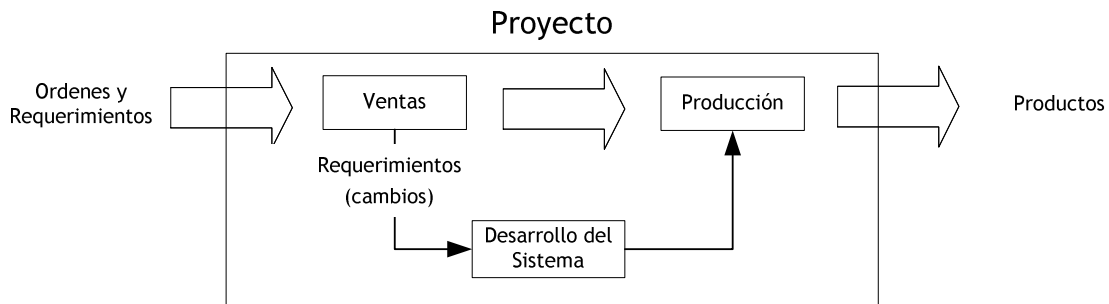 Proyecto
Ordenes y
Requerimientos
Ventas
Producción
Productos
Requerimientos
(cambios)
Desarrollo del
Sistema